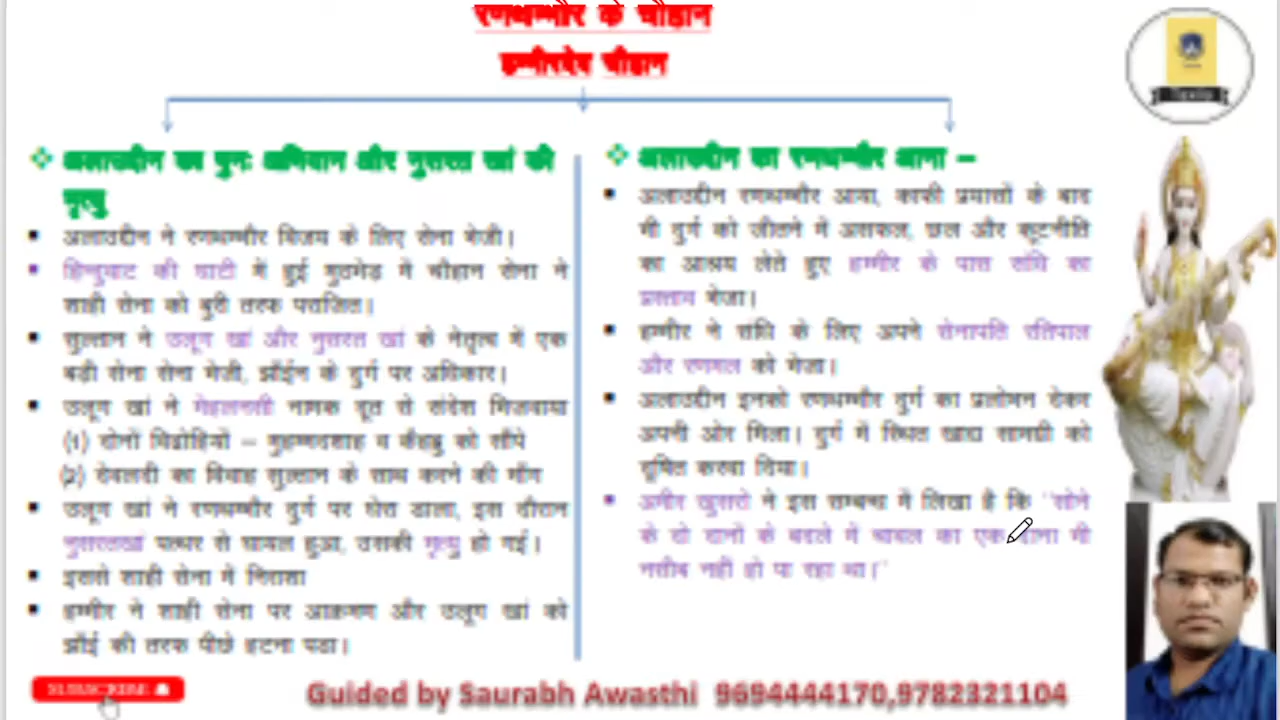 रणथम्भौर के चौहान
हम्मीरदेव चौहान
अलाउद्दीन का पुनः अभियान और नुसरत खां की
मृत्यु
अलाउद्दीन ने रणथम्भौर विजय के लिए सेना भेजी।
हिन्दुवाट की घाटी में हुई मुठभेड़ में चौहान सेना ने
शाही सेना को बुरी तरफ पराजित।
सुल्तान ने उलूग खां और नुसरत खां के नेतृत्व में एक
बड़ी सेना सेना भेजी, झाँईन के दुर्ग पर अधिकार।
उलूग खां ने मेहलनसी नामक दूत से संदेश भिजवाया
(1) दोनों विद्रोहियों – मुहम्मदशाह व कैहब्रु को सौंपे
(2) देवलदी का विवाह सुल्तान के साथ करने की माँग
उलूग खां ने रणथम्भौर दुर्ग पर घेरा डाला, इस दौरान
नुसरतखां पत्थर से घायल हुआ, उसकी मृत्यु हो गई।
इससे शाही सेना में निराशा
हम्मीर ने शाही सेना पर आक्रमण और उलूग खां को
झाँई की तरफ पीछे हटना पडा।
अलाउद्दीन का रणथम्भौर आना –
अलाउद्दीन रणथम्भौर आया, काफी प्रयासों के बाद
भी दुर्ग को जीतने में असफल, छल और कूटनीति
का आश्रय लेते हुए हम्मीर के पास संधि का
प्रस्ताव भेजा।
हम्मीर ने संधि के लिए अपने सेनापति रतिपाल
और रणमल को भेजा।
अलाउद्दीन इनको रणथम्भौर दुर्ग का प्रलोभन देकर
अपनी ओर मिला। दुर्ग में स्थित खाद्य सामग्री को
दूषित करवा दिया।
अमीर खुसरो ने इस सम्बन्ध में लिखा है कि "सोने
के दो दानों के बदले में चावल का एक दाना भी
नसीब नहीं हो पा रहा था।"
SUBSCRIBE
Guided by Saurabh Awasthi 9694444170,9782321104